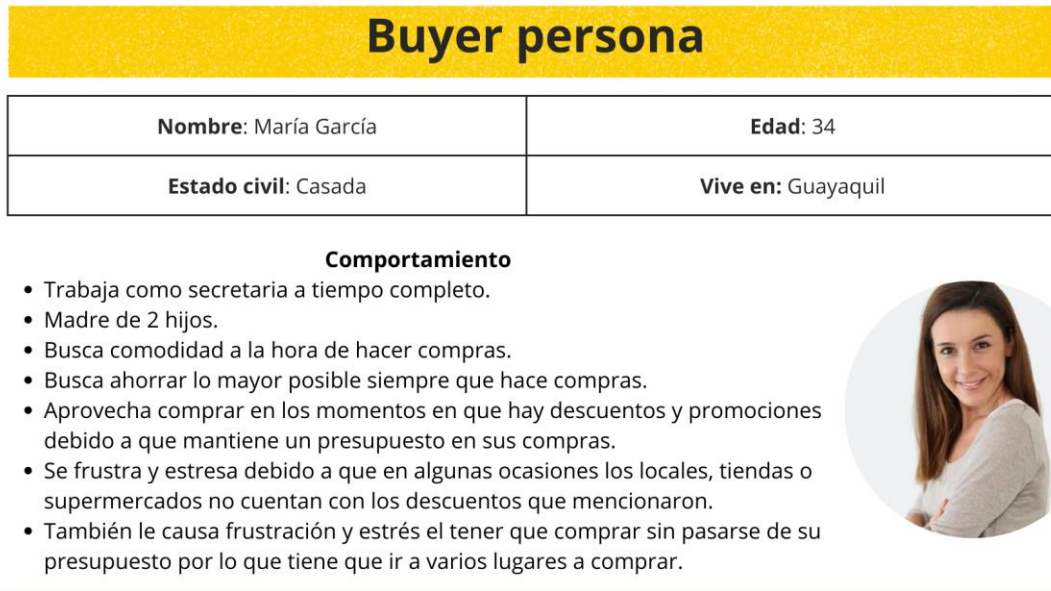 Buyer persona
Nombre: María García
Edad: 34
Estado civil: Casada
Vive en: Guayaquil
Comportamiento
• Trabaja como secretaria a tiempo completo.
• Madre de 2 hijos.
• Busca comodidad a la hora de hacer compras.
• Busca ahorrar lo mayor posible siempre que hace compras.
• Aprovecha comprar en los momentos en que hay descuentos y promociones
debido a que mantiene un presupuesto en sus compras.
• Se frustra y estresa debido a que en algunas ocasiones los locales, tiendas o
supermercados no cuentan con los descuentos que mencionaron.
• También le causa frustración y estrés el tener que comprar sin pasarse de su
presupuesto por lo que tiene que ir a varios lugares a comprar.